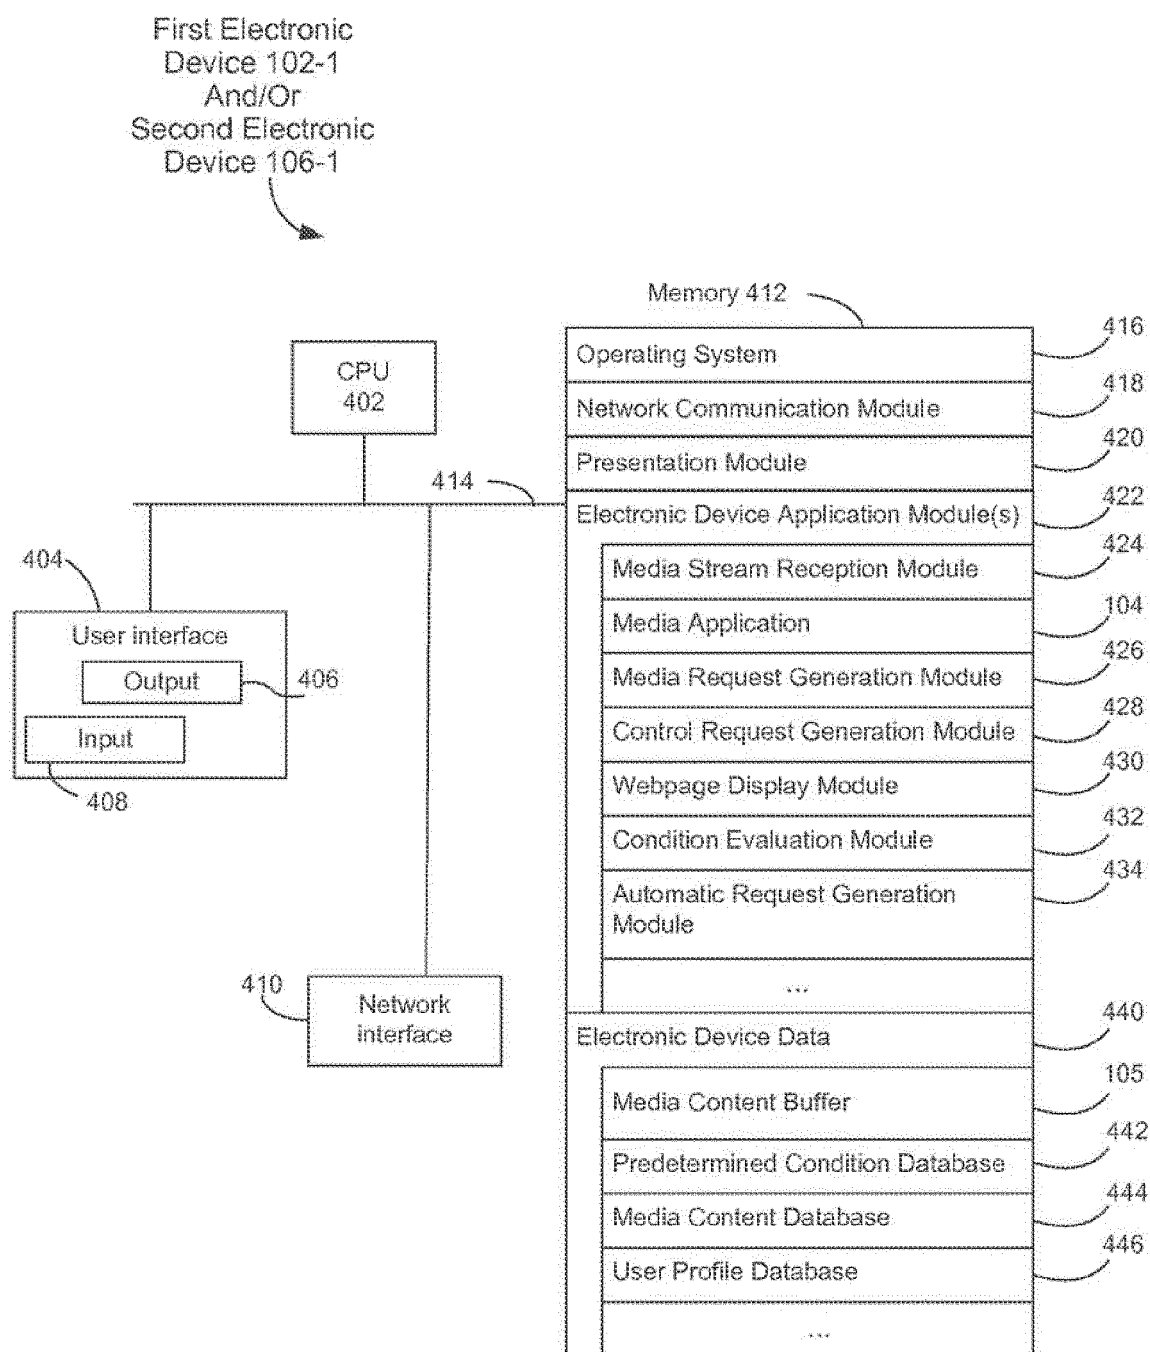 First Electronic
Device 102-1
And/Or
Second Electronic
Device 106-1
Memory 412
CPU
402
414
404
User interface
Output
406
Input
408
410
Network
interface
Operating System
416
Network Communication Module
418
Presentation Module
420
Electronic Device Application Module(s)
422
Media Stream Reception Module
424
Media Application
104
Media Request Generation Module
426
Control Request Generation Module
428
Webpage Display Module
430
Condition Evaluation Module
432
Automatic Request Generation
Module
434
...
Electronic Device Data
440
Media Content Buffer
105
Predetermined Condition Database
442
Media Content Database
444
User Profile Database
446
...